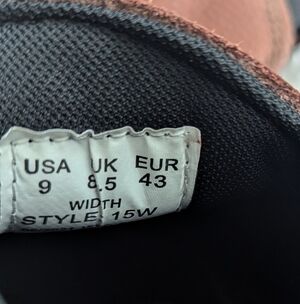 USA UK EUR
9 8.5 43
WIDTH
STYLE 15W